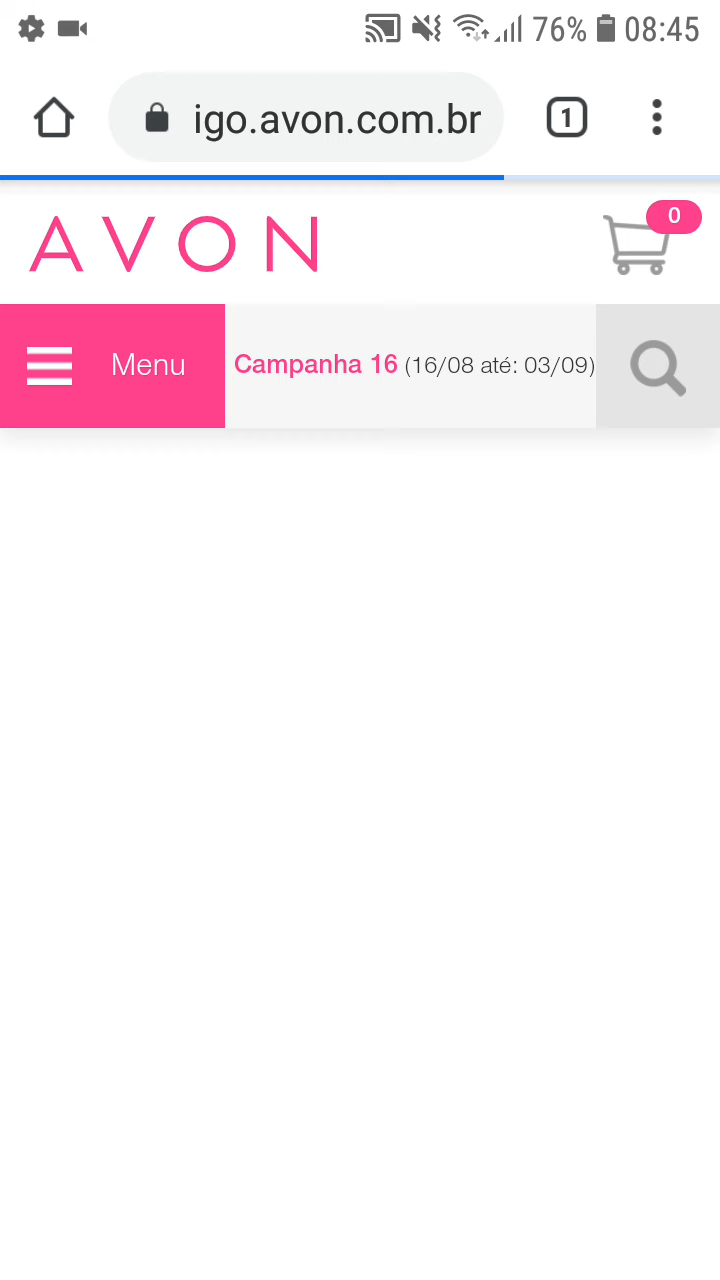 76% 08:45
igo.avon.com.br
1
AVON
0
Menu
Campanha 16 (16/08 até: 03/09)